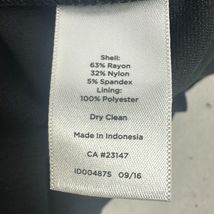 Shell:
63% Rayon
32% Nylon
5% Spandex
Lining:
100% Polyester
Dry Clean
Made In Indonesia
CA #23147
ID004875 09/16